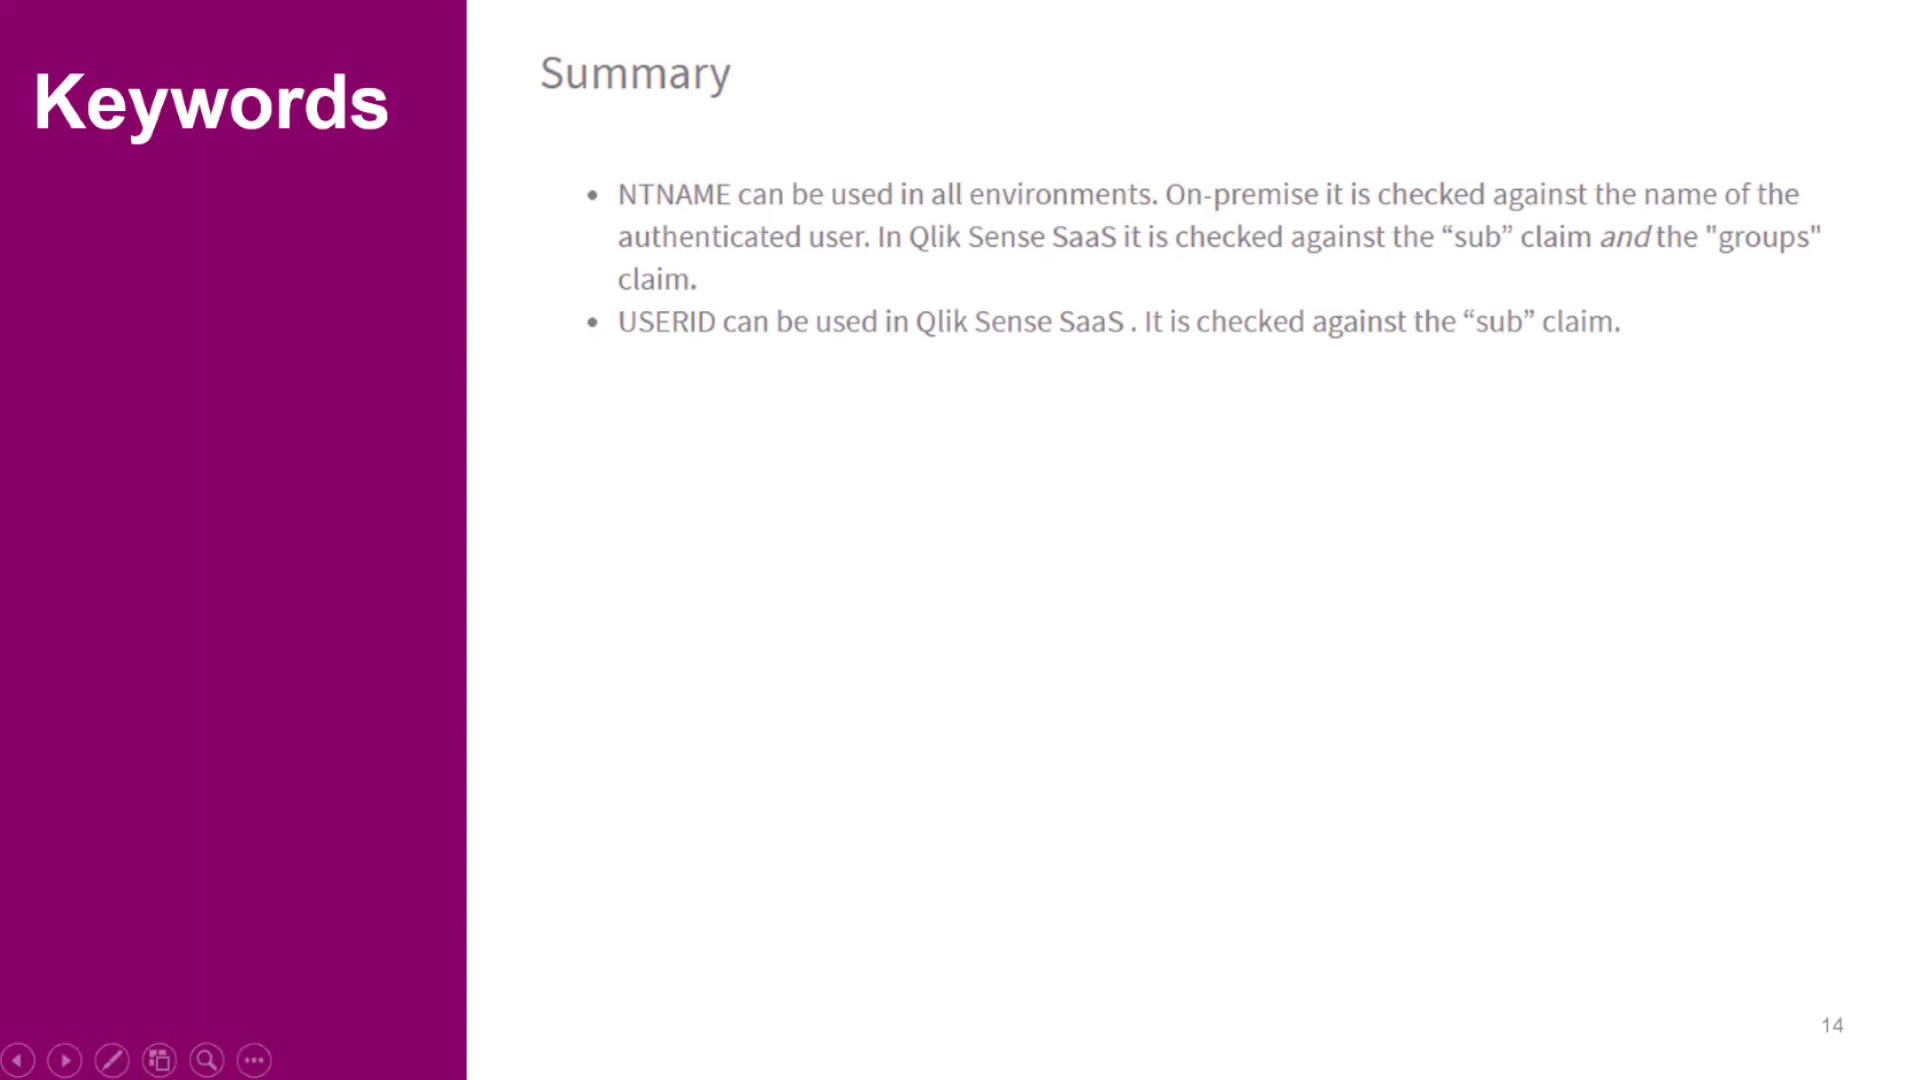 Keywords
Summary
• NTNAME can be used in all environments. On-premise it is checked against the name of the
authenticated user. In Qlik Sense SaaS it is checked against the “sub” claim and the "groups"
claim.
• USERID can be used in Qlik Sense SaaS . It is checked against the “sub” claim.
14